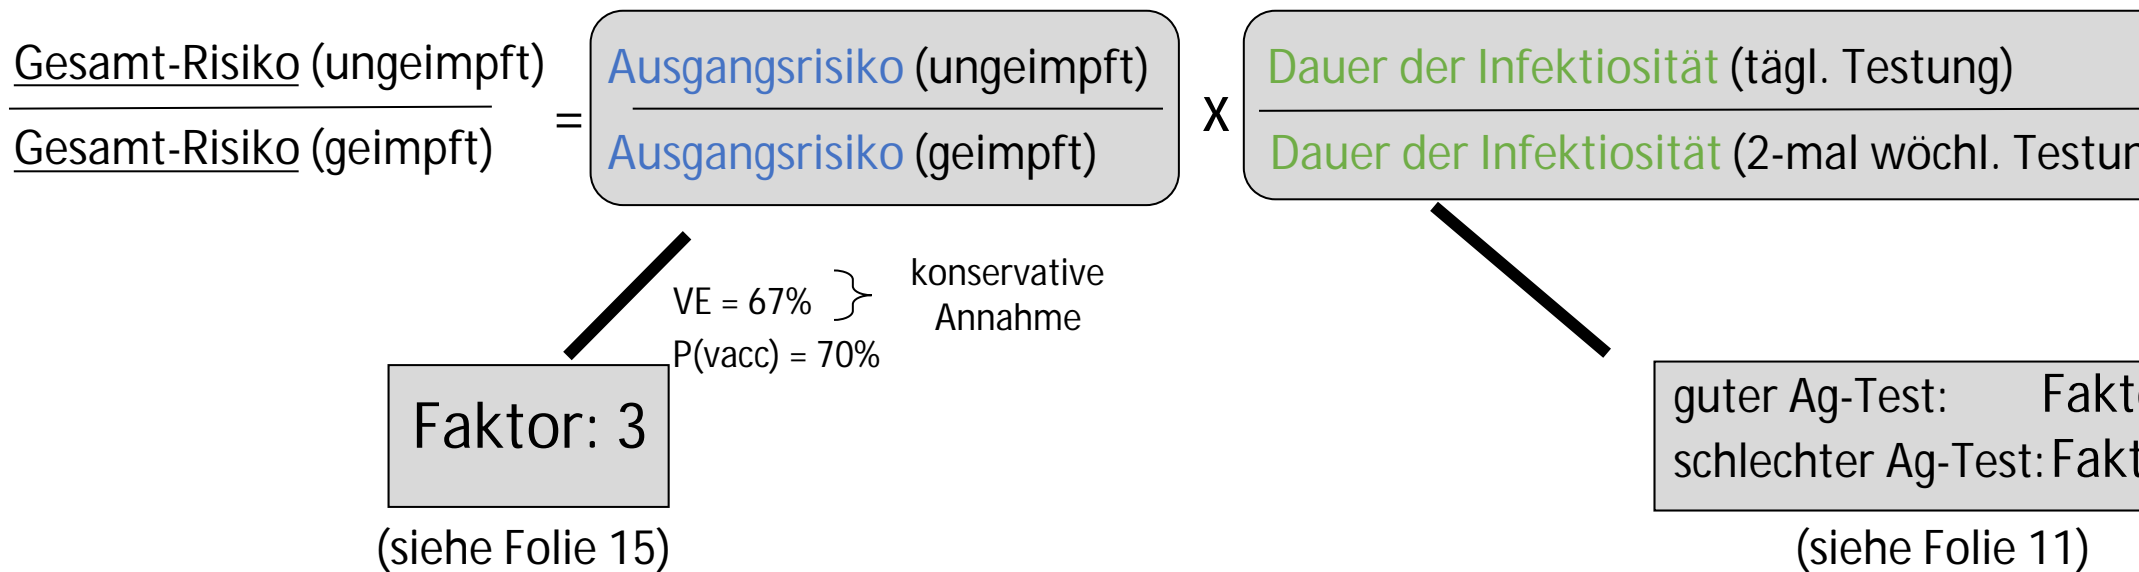 Gesamt-Risiko (ungeimpft)
Gesamt-Risiko (geimpft)
=
Ausgangsrisiko (ungeimpft)
Ausgangsrisiko (geimpft)
x
Dauer der Infektiosität (tägl. Testung)
Dauer der Infektiosität (2-mal wöchl.
VE = 67%
P(vacc) = 70%
konservative
Annahme
Faktor: 3
(siehe Folie 15)
guter Ag-Test:
schlechter Ag-Test:
(siehe Folie 11)